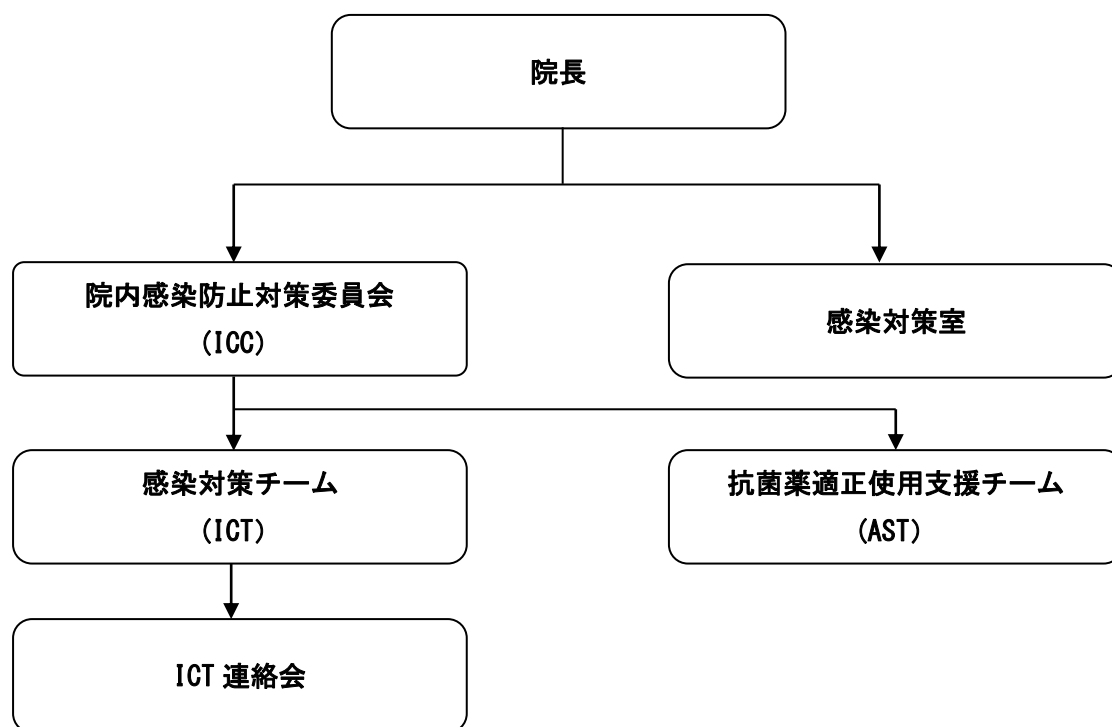 院長
院内感染防止対策委員会
(ICC)
感染対策室
感染対策チーム
(ICT)
抗菌薬適正使用支援チーム
(AST)
ICT 連絡会